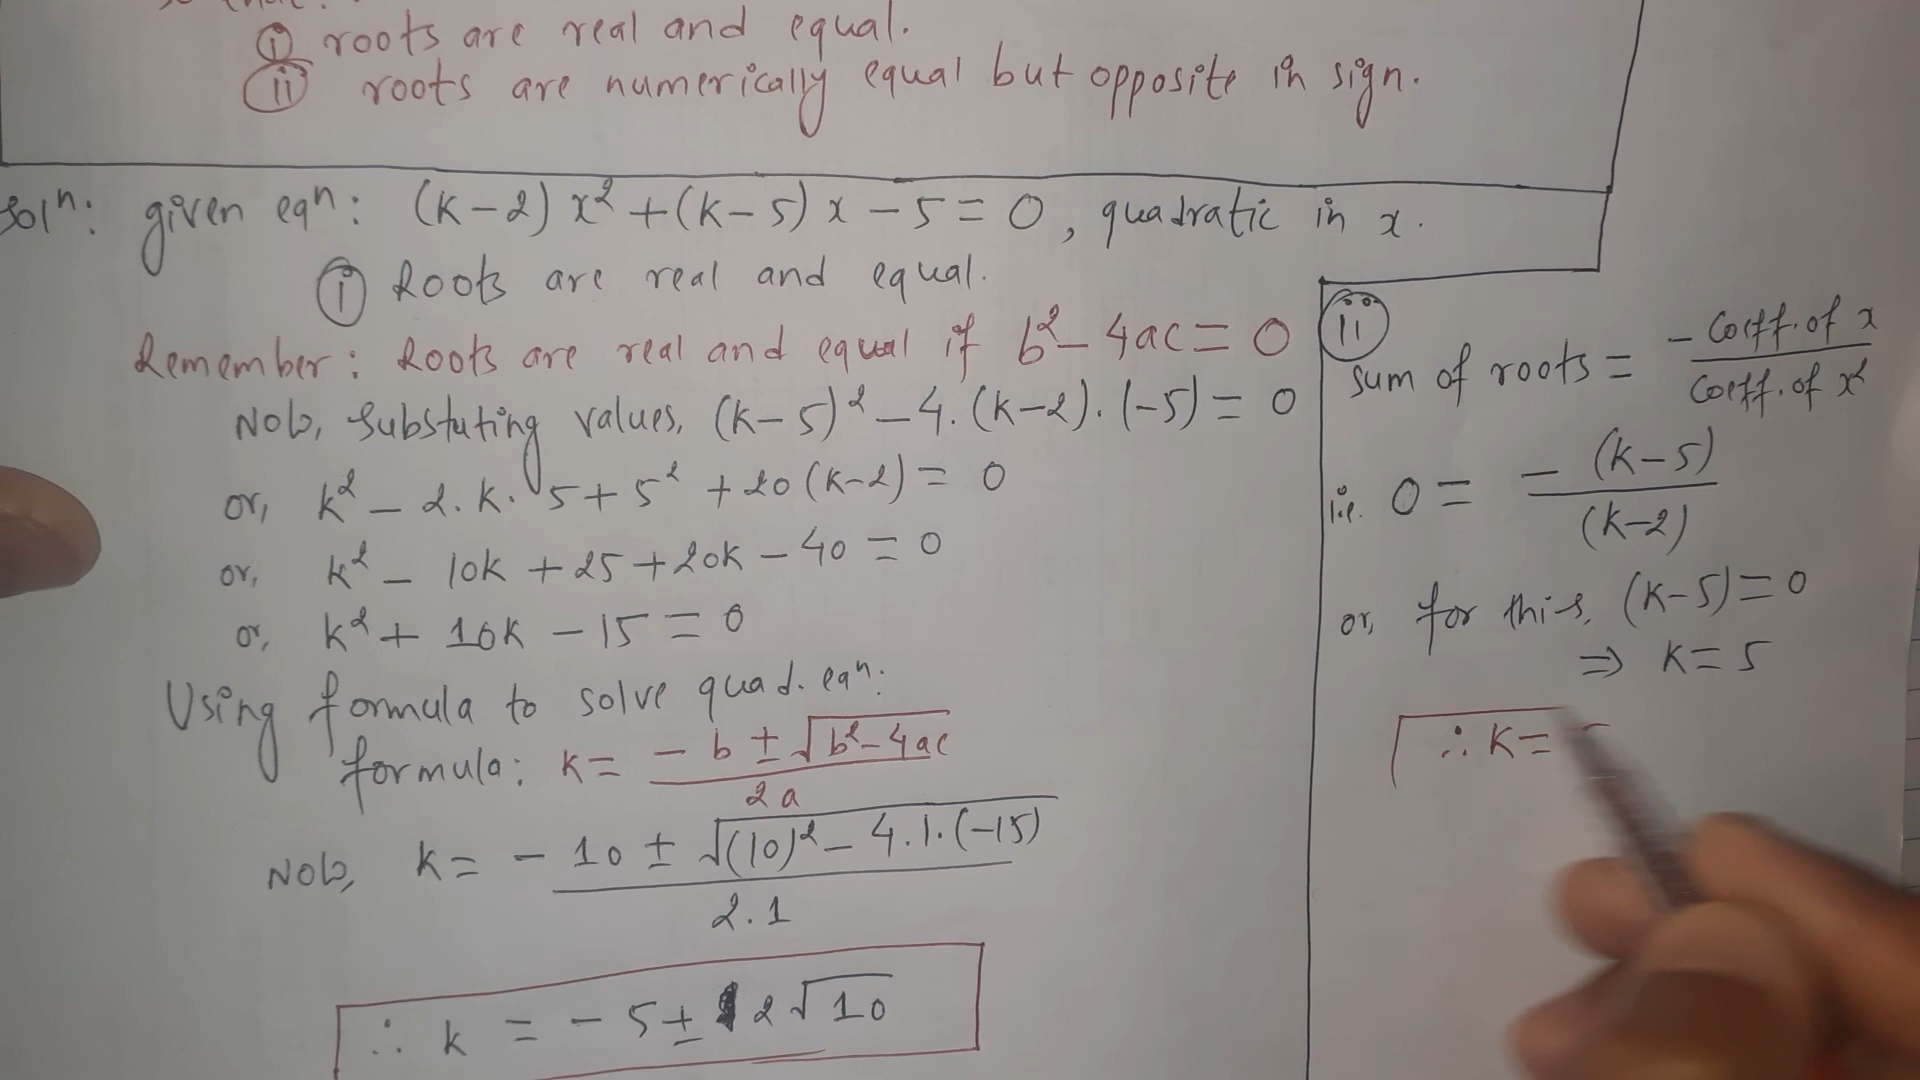 so that:
(i) roots are real and equal.
(ii) roots are numerically equal but opposite in sign.
Solⁿ: given eqⁿ: (k-2) x² + (k-5) x - 5 = 0, quadratic in x.
(i) Roots are real and equal.
Remember: Roots are real and equal if b² - 4ac = 0
Now, substuting values, (k-5)² - 4.(k-2).(-5) = 0
or, k² - 2.k.5 + 5² + 20(k-2) = 0
or, k² - 10k + 25 + 20k - 40 = 0
or, k² + 10k - 15 = 0
Using formula to solve quad. eqⁿ:
formula: k = (- b ± √(b² - 4ac)) / 2a
Now, k = (- 10 ± √((10)² - 4.1.(-15))) / 2.1
∴ k = - 5 ± 2√10
(ii)
sum of roots = - coeff. of x / coeff. of x²
i.e. 0 = - (k-5) / (k-2)
or, for this, (k-5) = 0
⇒ k = 5
∴ k =